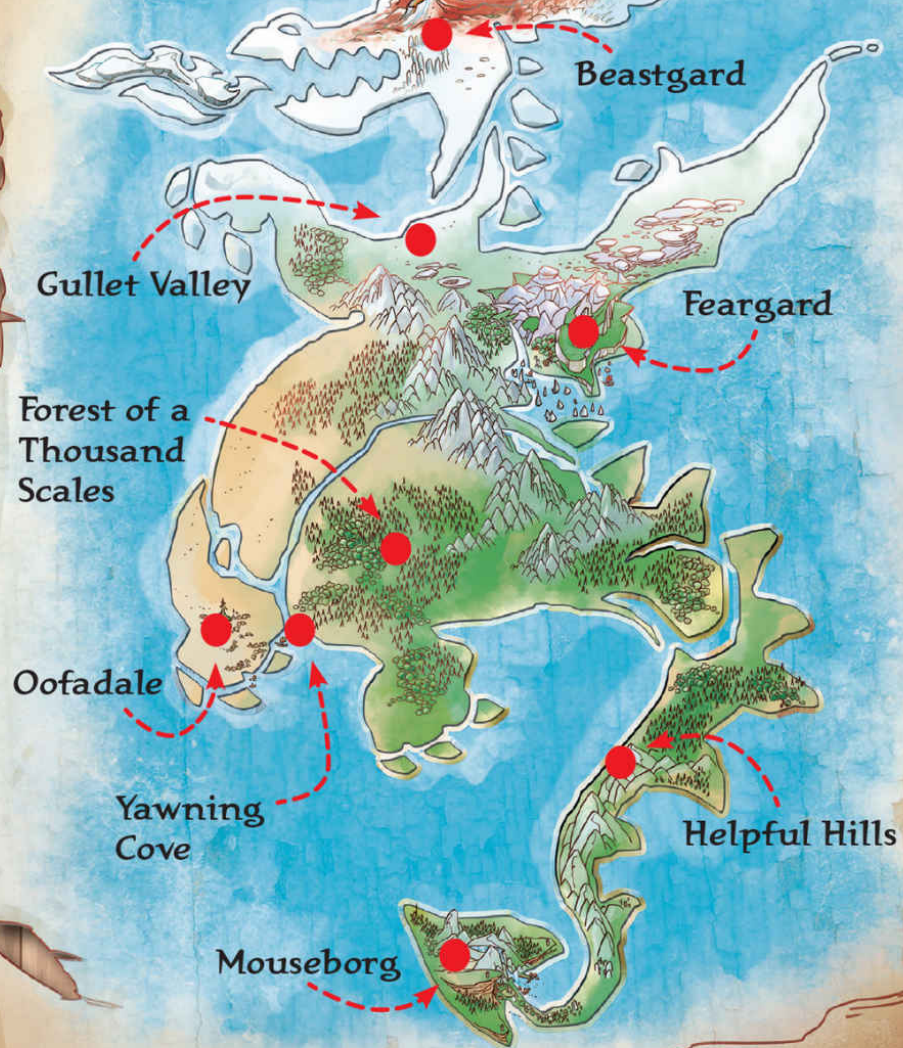 Beastgard
Gullet Valley
Feargard
Forest of a
Thousand
Scales
Oofadale
Yawning
Cove
Helpful Hills
Mouseborg